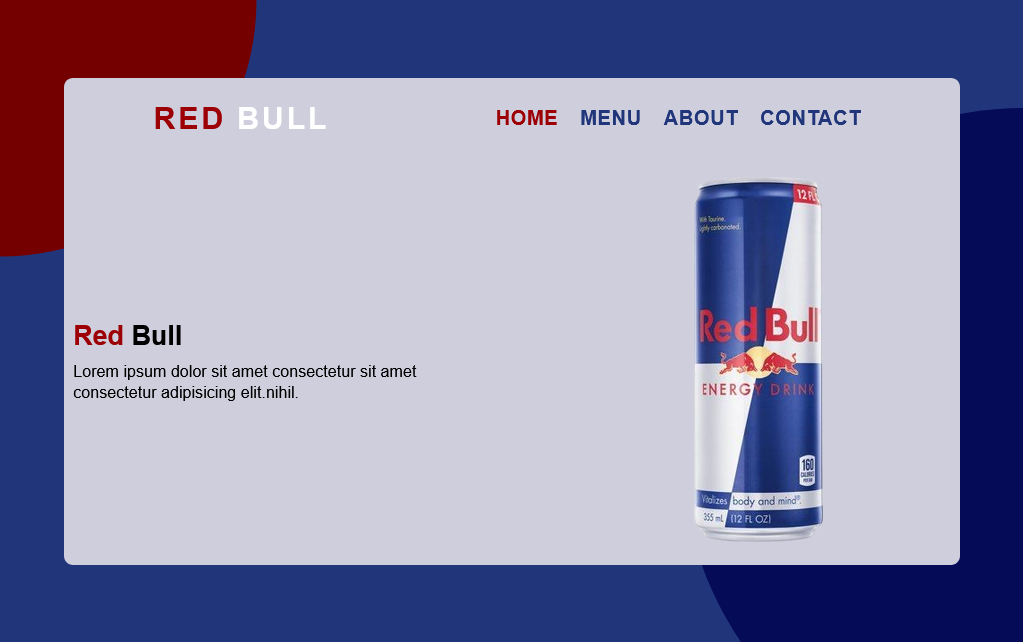 RED BULL
HOME MENU ABOUT CONTACT
12 FL
With Taurine.
Lightly carbonated.
Red Bull
ENERGY DRINK
160
CALORIES
PER CAN
Vitalizes body and mind®.
355 mL (12 FL OZ)
Red Bull
Lorem ipsum dolor sit amet consectetur sit amet
consectetur adipisicing elit.nihil.